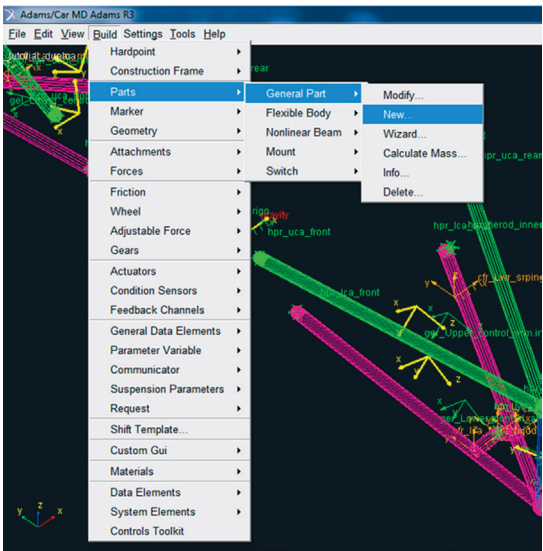 Adams/Car MD Adams R3
File Edit View Build Settings Tools Help
Hardpoint
Construction Frame
Parts
Marker
Geometry
Attachments
Forces
Friction
Wheel
Adjustable Force
Gears
Actuators
Condition Sensors
Feedback Channels
General Data Elements
Parameter Variable
Communicator
Suspension Parameters
Request
Shift Template...
Custom Gui
Materials
Data Elements
System Elements
Controls Toolkit
General Part
Flexible Body
Nonlinear Beam
Mount
Switch
Modify...
New...
Wizard...
Calculate Mass...
Info...
Delete...
rear
hpr_uca_front
hpr_lca_front
pr_uca_rear
y z x
x
y
x
z
x
z
x